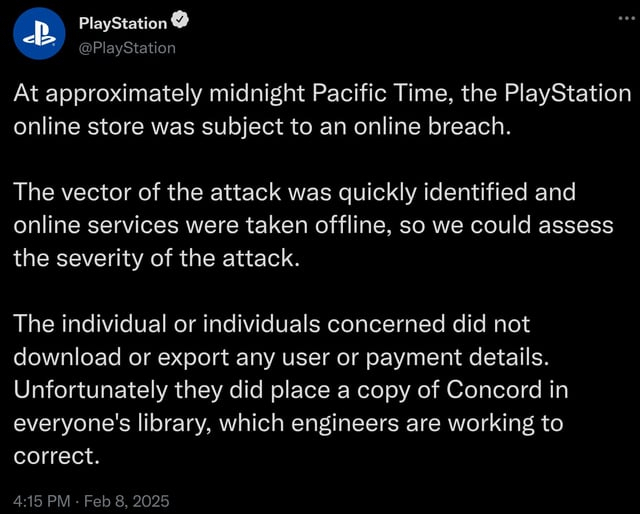 PlayStation
@PlayStation
At approximately midnight Pacific Time, the PlayStation
online store was subject to an online breach.
The vector of the attack was quickly identified and
online services were taken offline, so we could assess
the severity of the attack.
The individual or individuals concerned did not
download or export any user or payment details.
Unfortunately they did place a copy of Concord in
everyone's library, which engineers are working to
correct.
4:15 PM · Feb 8, 2025